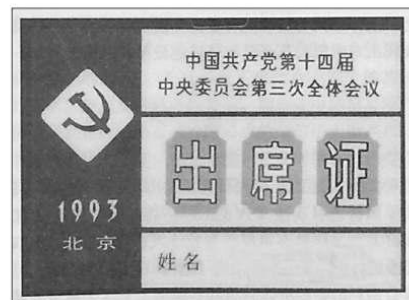 中国共产党第十四届
中央委员会第三次全体会议
出席证
1993
北京
姓名